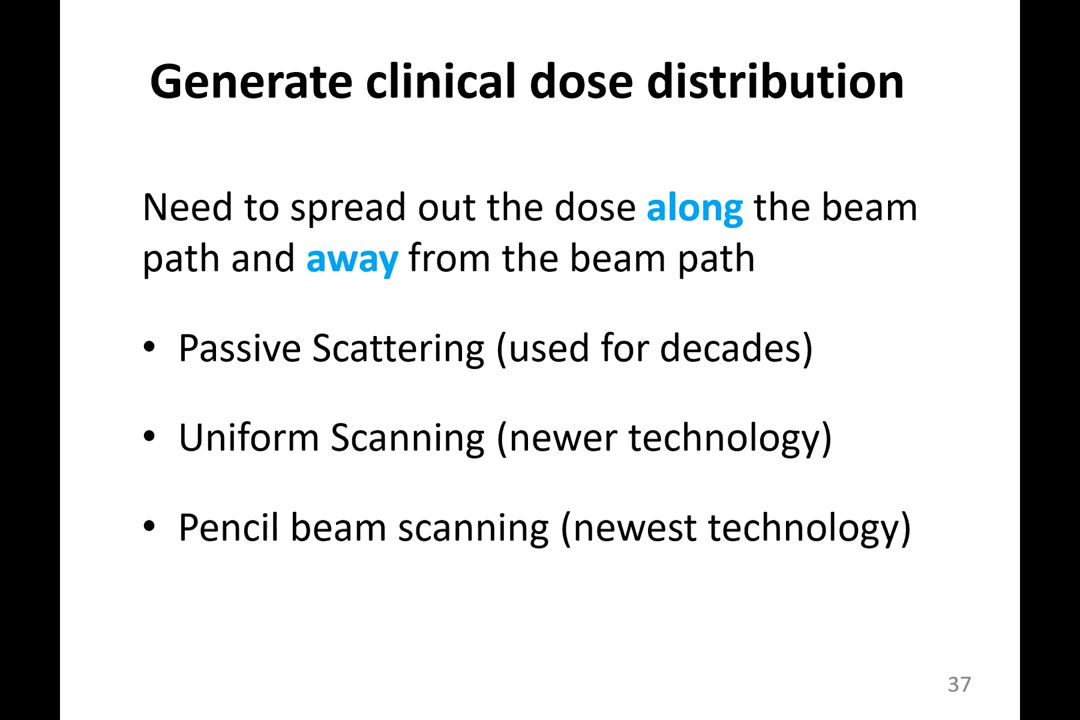 Generate clinical dose distribution
Need to spread out the dose along the beam
path and away from the beam path
• Passive Scattering (used for decades)
• Uniform Scanning (newer technology)
• Pencil beam scanning (newest technology)
37